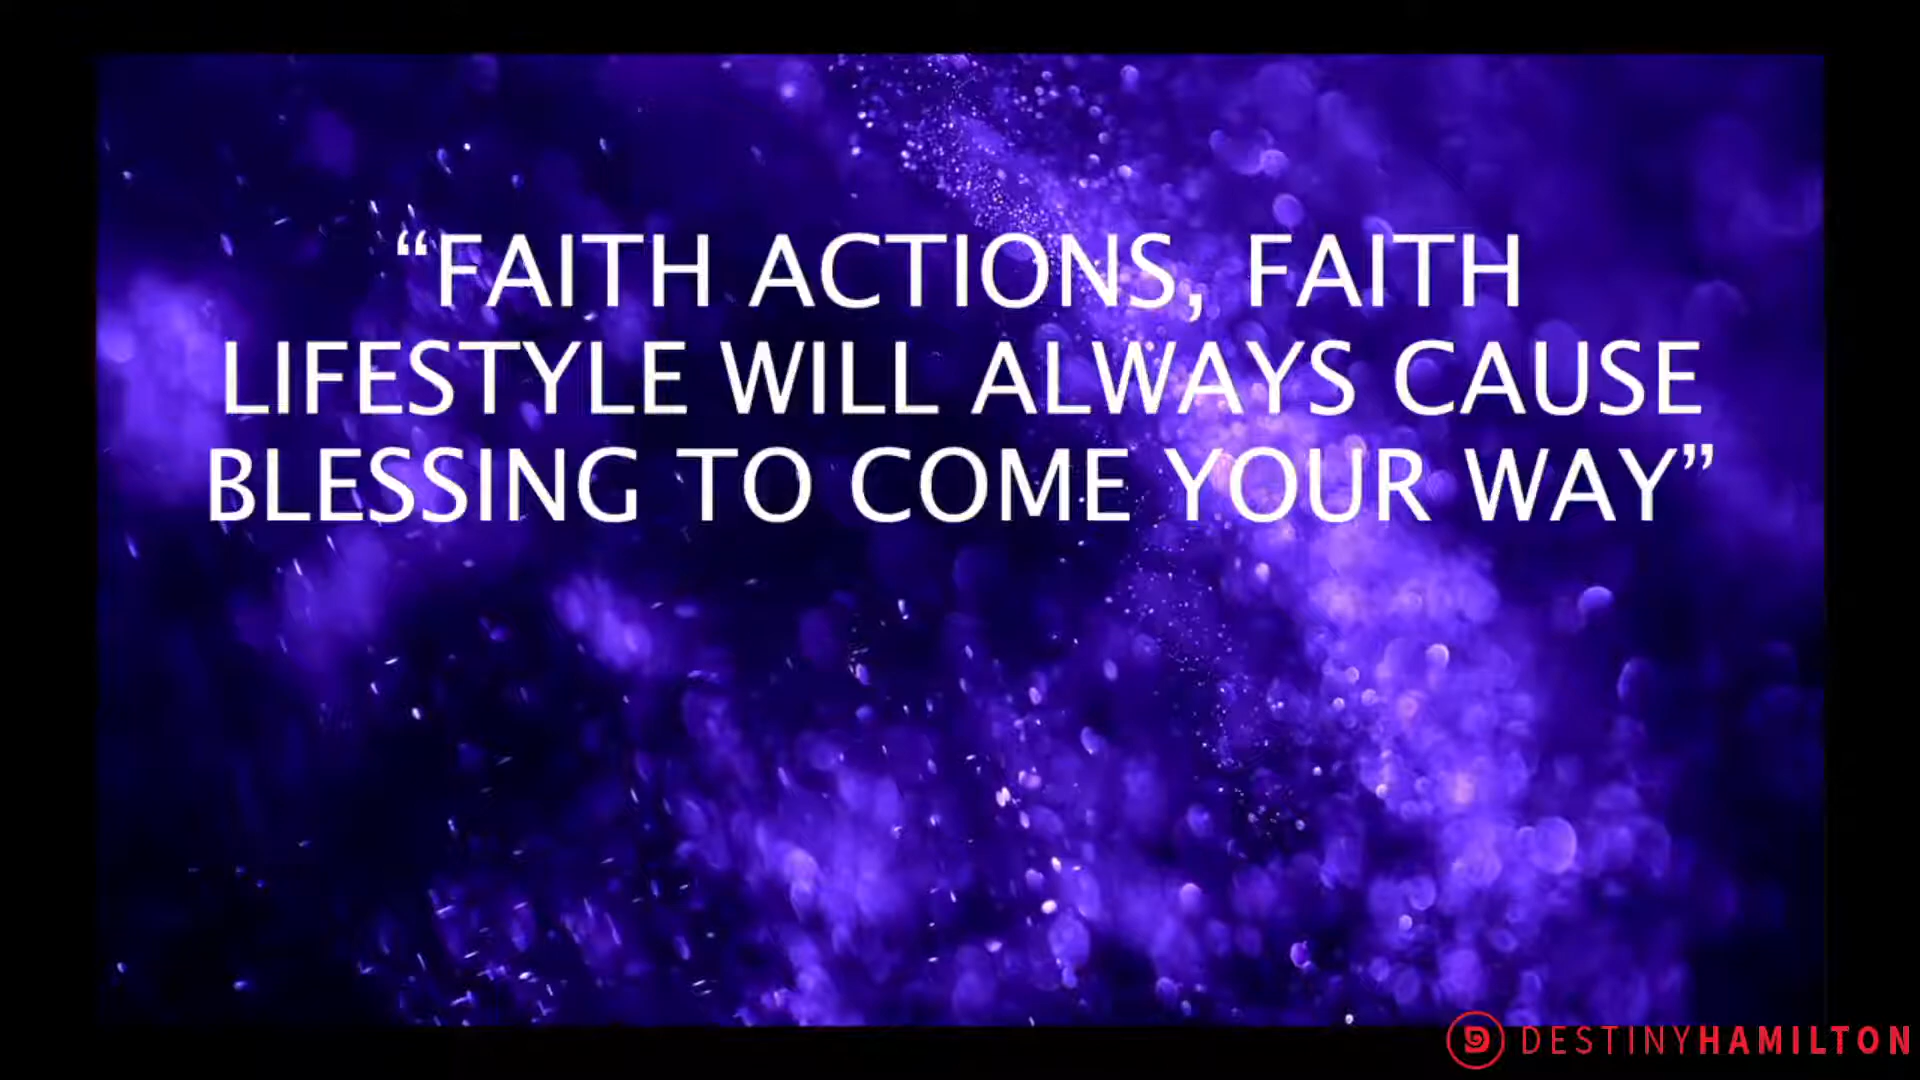 “FAITH ACTIONS, FAITH
LIFESTYLE WILL ALWAYS CAUSE
BLESSING TO COME YOUR WAY”
DESTINYHAMILTON